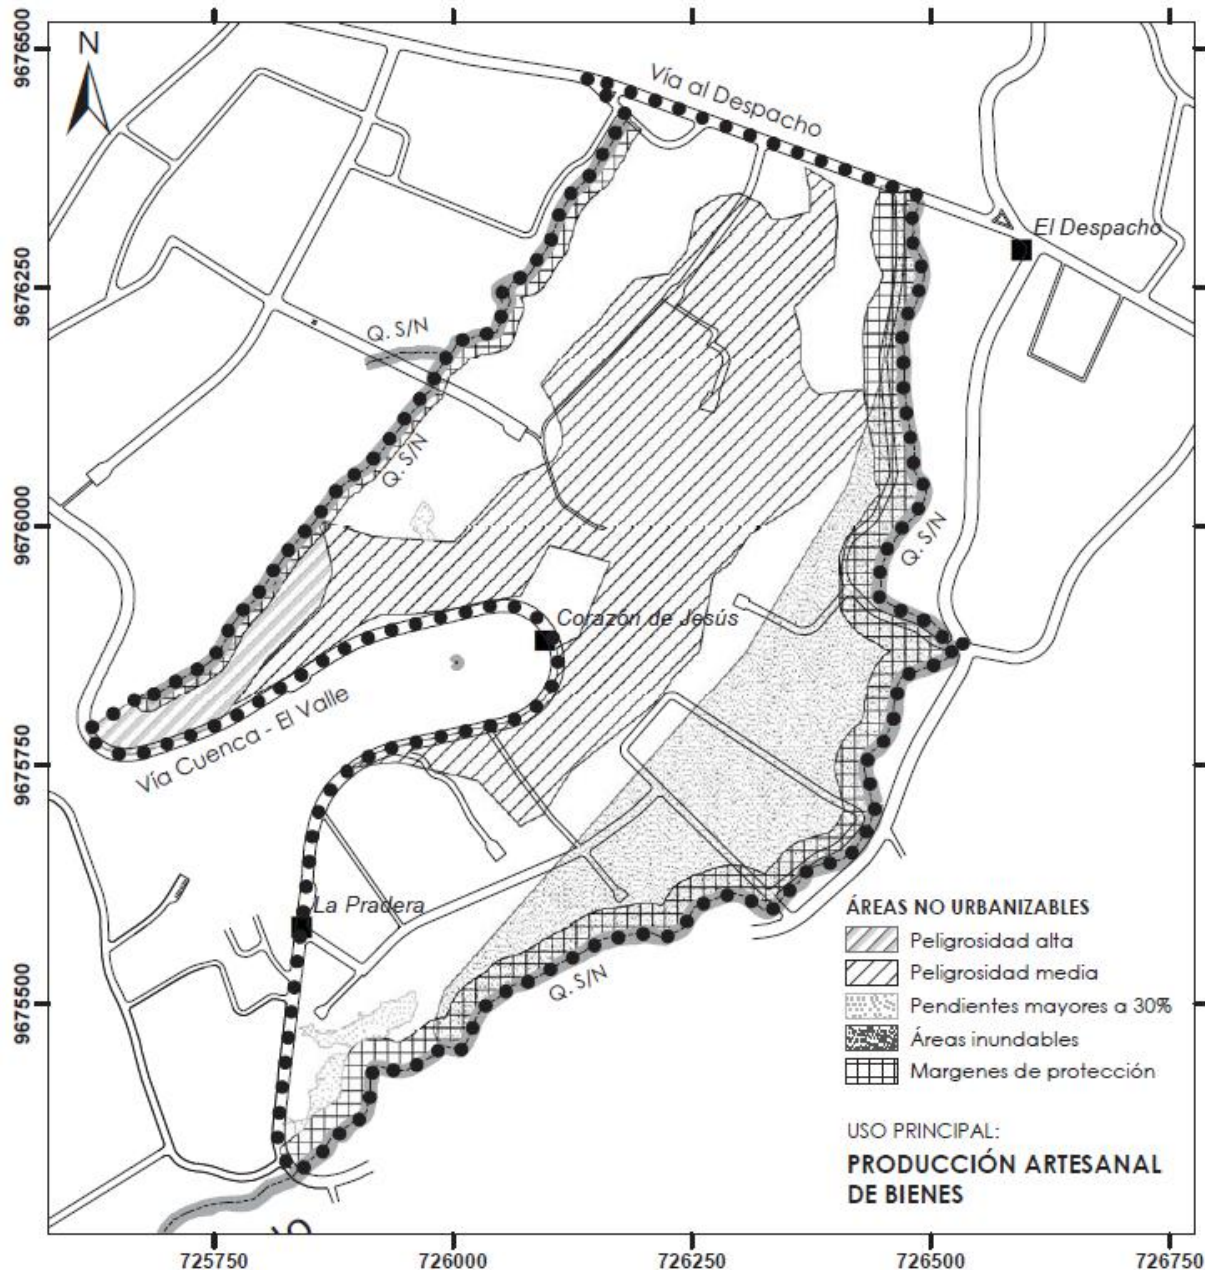 N
Vía al Despacho
El Despacho
Q. S/N
Q. S/N
Q. S/N
Corazón de Jesús
Vía Cuenca - El Valle
La Pradera
Q. S/N
ÁREAS NO URBANIZABLES
Peligrosidad alta
Peligrosidad media
Pendientes mayores a 30%
Áreas inundables
Margenes de protección
USO PRINCIPAL:
PRODUCCIÓN ARTESANAL
DE BIENES
9676500
9676250
9676000
9675750
9675500
725750
726000
726250
726500
726750